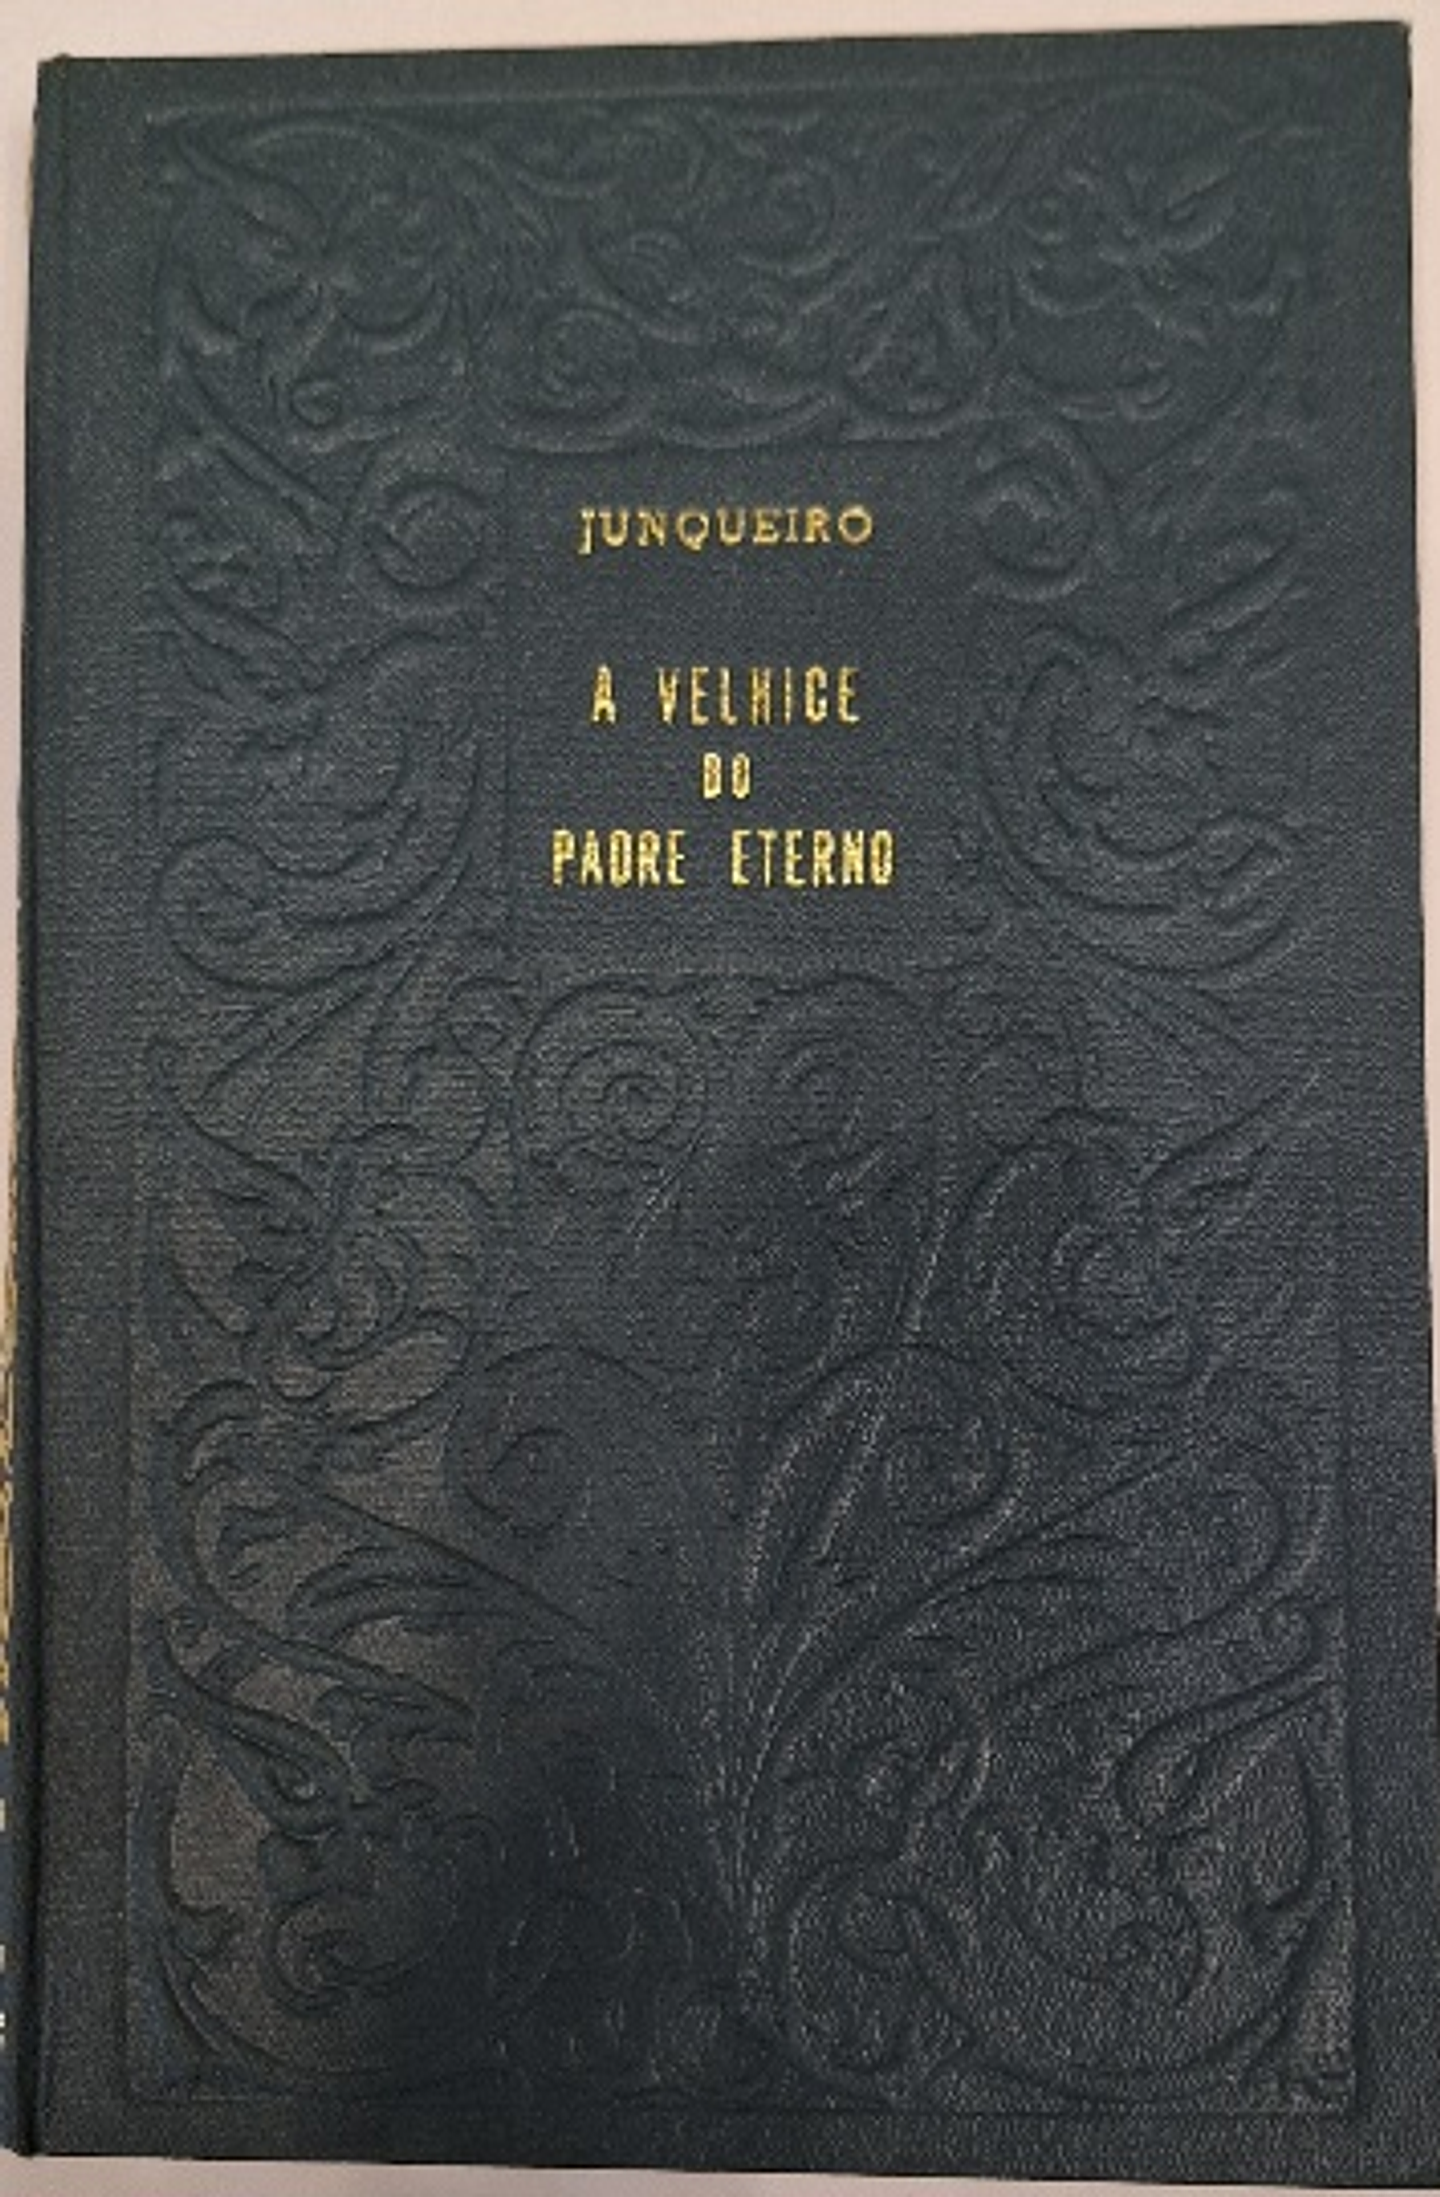 JUNQUEIRO
A VELHICE
DO
PADRE ETERNO